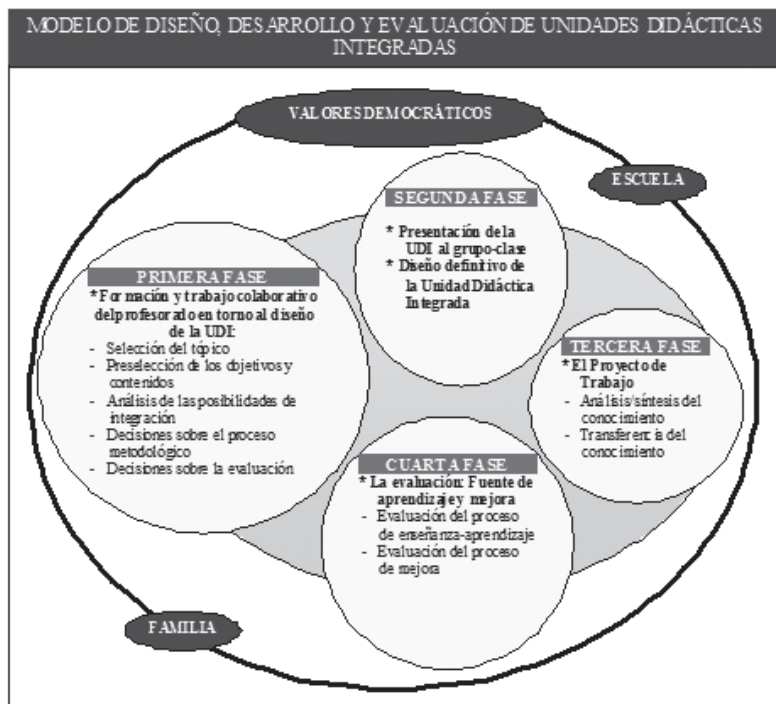 MODELO DE DISEÑO, DESARROLLO Y EVALUACIÓN DE UNIDADES DIDÁCTICAS
INTEGRADAS
VALORES DEMOCRÁTICOS
ESCUELA
SEGUNDA FASE
* Presentación de la
UDI al grupo-clase
* Diseño definitivo de
la Unidad Didáctica
Integrada
PRIMERA FASE
* Formación y trabajo colaborativo
del profesorado en torno al diseño
de la UDI:
- Selección del tópico
- Preselección de los objetivos y
contenidos
- Análisis de las posibilidades de
integración
- Decisiones sobre el proceso
metodológico
- Decisiones sobre la evaluación
TERCERA FASE
* El Proyecto de
Trabajo
- Análisis/síntesis del
conocimiento
- Transferencia del
conocimiento
CUARTA FASE
* La evaluación: Fuente de
aprendizaje y mejora
- Evaluación del proceso
de enseñanza-aprendizaje
- Evaluación del proceso
de mejora
FAMILIA